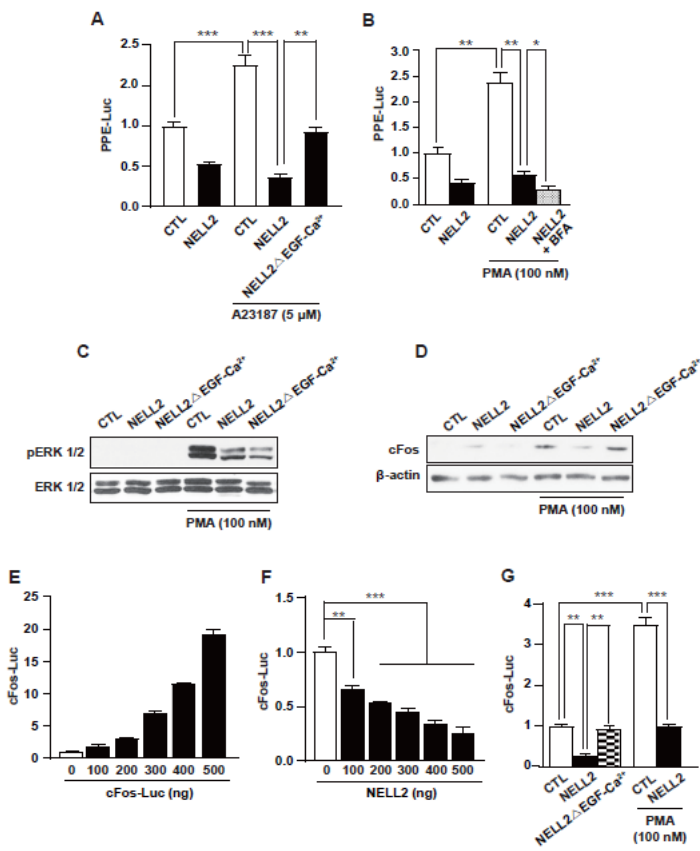 A
PPE-Luc
2.5
2.0
1.0
0.5
0.0
***
***
**
CTL
NELL2
CTL
NELL2
NELL2△EGF-Ca²⁺
A23187 (5 μM)
B
PPE-Luc
3.0
2.5
2.0
1.5
1.0
0.5
0.0
**
**
*
CTL
NELL2
CTL
NELL2
NELL2
+ BFA
PMA (100 nM)
C
CTL
NELL2
NELL2△EGF-Ca²⁺
CTL
NELL2
NELL2△EGF-Ca²⁺
pERK 1/2
ERK 1/2
PMA (100 nM)
D
CTL
NELL2
NELL2△EGF-Ca²⁺
CTL
NELL2
NELL2△EGF-Ca²⁺
cFos
β-actin
PMA (100 nM)
E
cFos-Luc
25
20
15
10
5
0
0 100 200 300 400 500
cFos-Luc (ng)
F
cFos-Luc
1.5
1.0
0.5
0.0
***
**
0 100 200 300 400 500
NELL2 (ng)
G
cFos-Luc
4
3
2
1
0
***
** ** ***
CTL
NELL2
NELL2△EGF-Ca²⁺
CTL
NELL2
PMA
(100 nM)